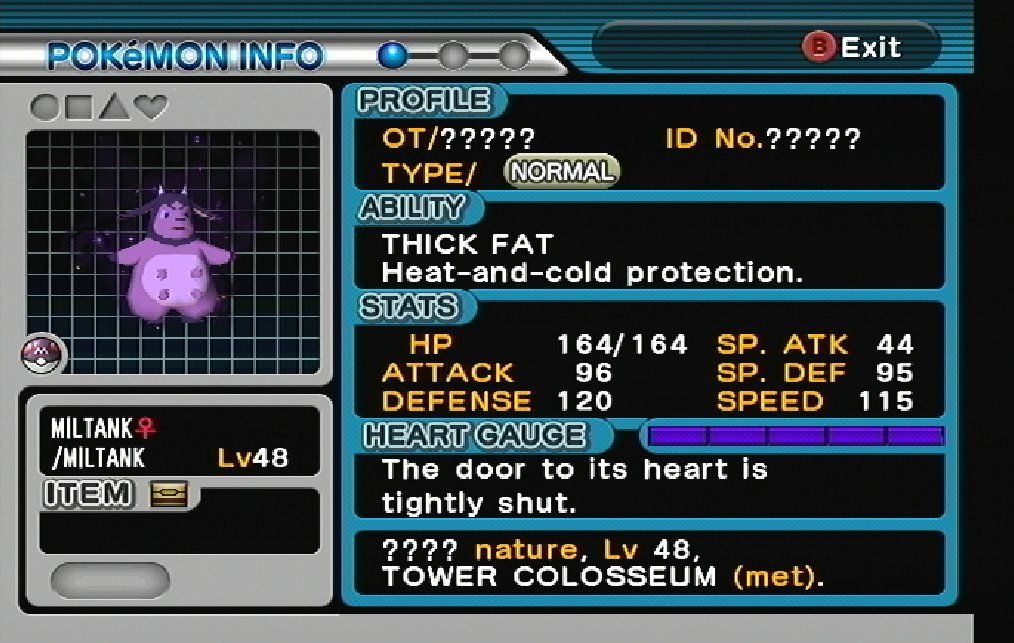 POKéMON INFO
B Exit
PROFILE
OT/?????
ID No.?????
TYPE/ NORMAL
ABILITY
THICK FAT
Heat-and-cold protection.
STATS
HP 164/164 SP. ATK 44
ATTACK 96 SP. DEF 95
DEFENSE 120 SPEED 115
HEART GAUGE
The door to its heart is
tightly shut.
MILTANK♀
/MILTANK Lv48
ITEM
???? nature, Lv 48,
TOWER COLOSSEUM (met).